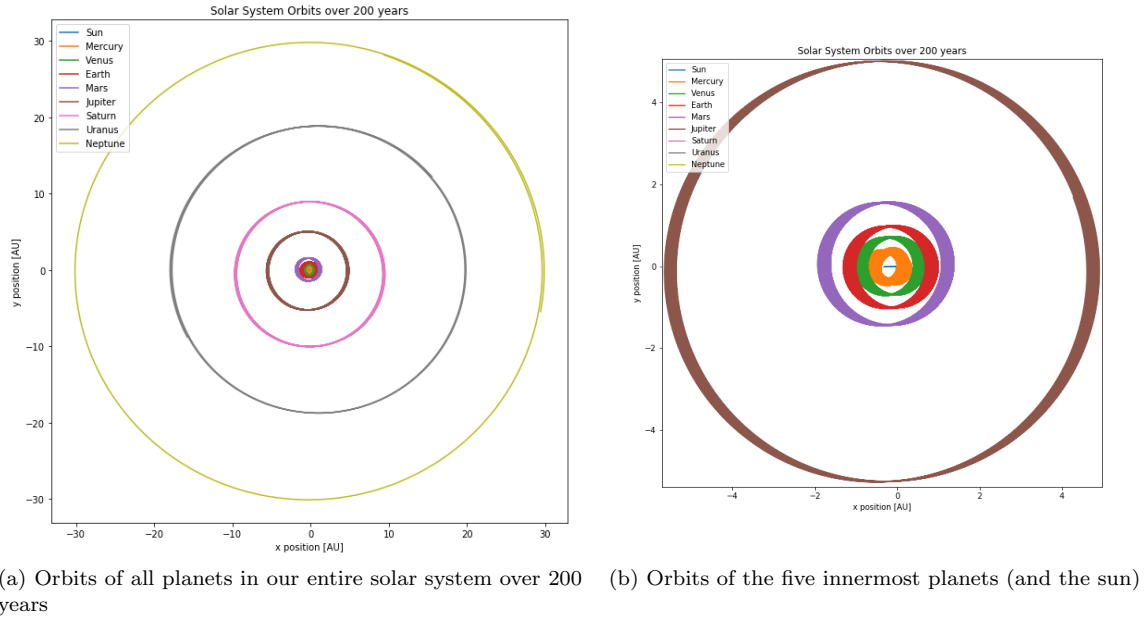 Solar System Orbits over 200 years
Sun
Mercury
Venus
Earth
Mars
Jupiter
Saturn
Uranus
Neptune
30
20
10
0
−10
−20
−30
y position [AU]
−30
−20
−10
0
10
20
30
x position [AU]
Solar System Orbits over 200 years
Sun
Mercury
Venus
Earth
Mars
Jupiter
Saturn
Uranus
Neptune
4
2
0
−2
−4
y position [AU]
−4
−2
0
2
4
x position [AU]
(a) Orbits of all planets in our entire solar system over 200
years
(b) Orbits of the five innermost planets (and the sun)